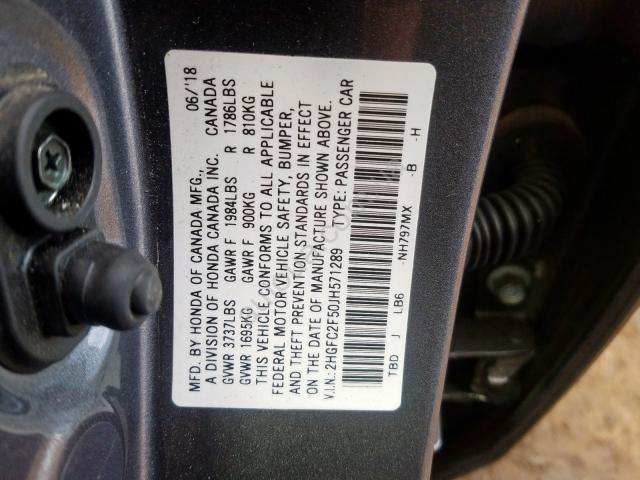 MFD. BY HONDA OF CANADA MFG., 06/'18
A DIVISION OF HONDA CANADA INC. CANADA
GVWR 3737LBS GAWR F 1984LBS R 1786LBS
GVWR 1695KG GAWR F 900KG R 810KG
THIS VEHICLE CONFORMS TO ALL APPLICABLE
FEDERAL MOTOR VEHICLE SAFETY, BUMPER,
AND THEFT PREVENTION STANDARDS IN EFFECT
ON THE DATE OF MANUFACTURE SHOWN ABOVE.
V.I.N.: 2HGFC2F50JH571289 TYPE: PASSENGER CAR
TBD J LB6 -NH797MX -B -H